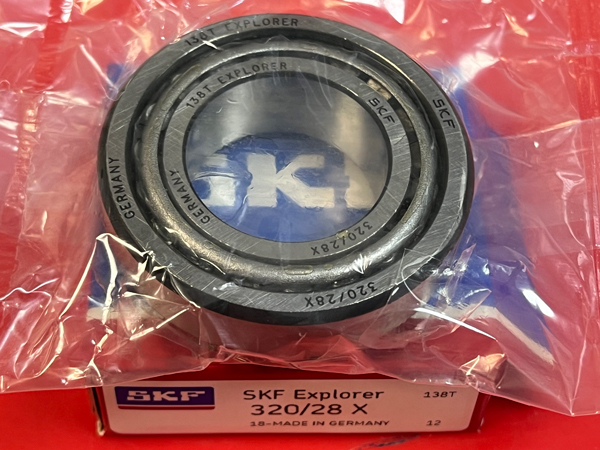 138T EXPLORER
SKF
GERMANY
320/28X
138T EXPLORER
SKF
GERMANY
320/28X
SKF
SKF
SKF Explorer
138T
320/28 X
18-MADE IN GERMANY
12